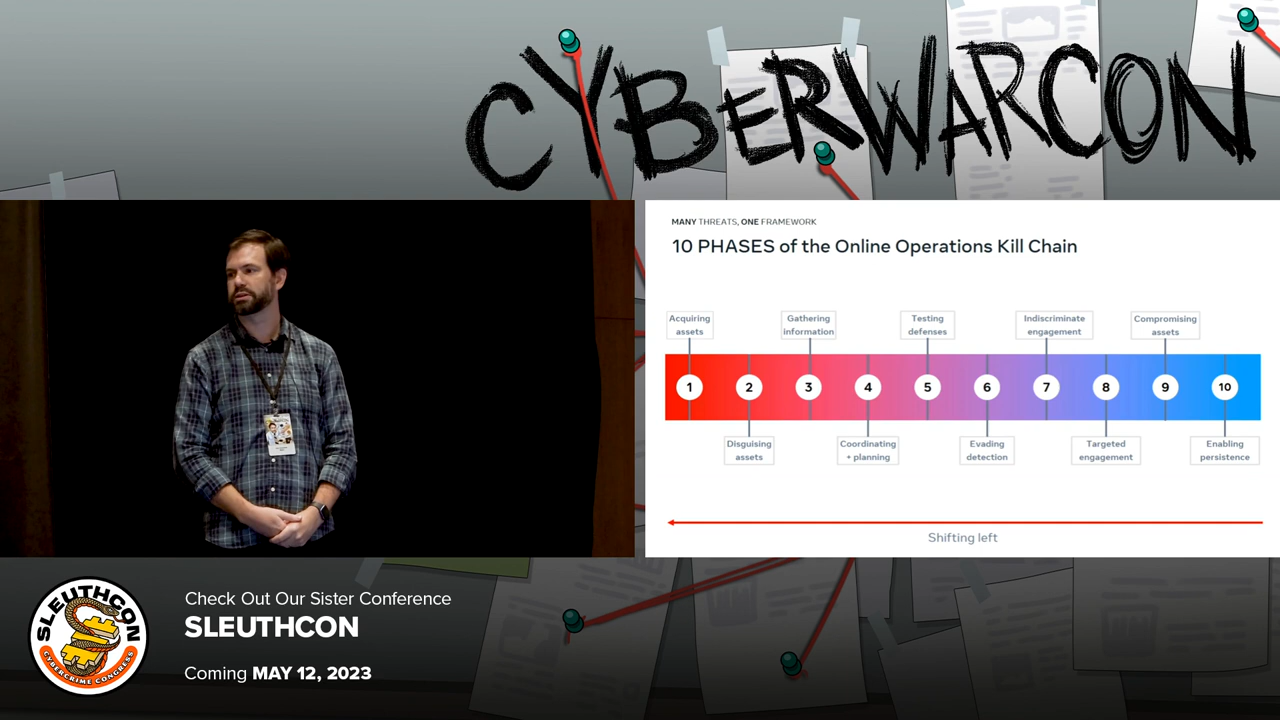 CYBERWARCON
MANY THREATS, ONE FRAMEWORK
10 PHASES of the Online Operations Kill Chain
Acquiring
assets
Gathering
information
Testing
defenses
Indiscriminate
engagement
Compromising
assets
1 2 3 4 5 6 7 8 9 10
Disguising
assets
Coordinating
+ planning
Evading
detection
Targeted
engagement
Enabling
persistence
Shifting left
SLEUTHCON
CYBERCRIME CONGRESS
Check Out Our Sister Conference
SLEUTHCON
Coming MAY 12, 2023